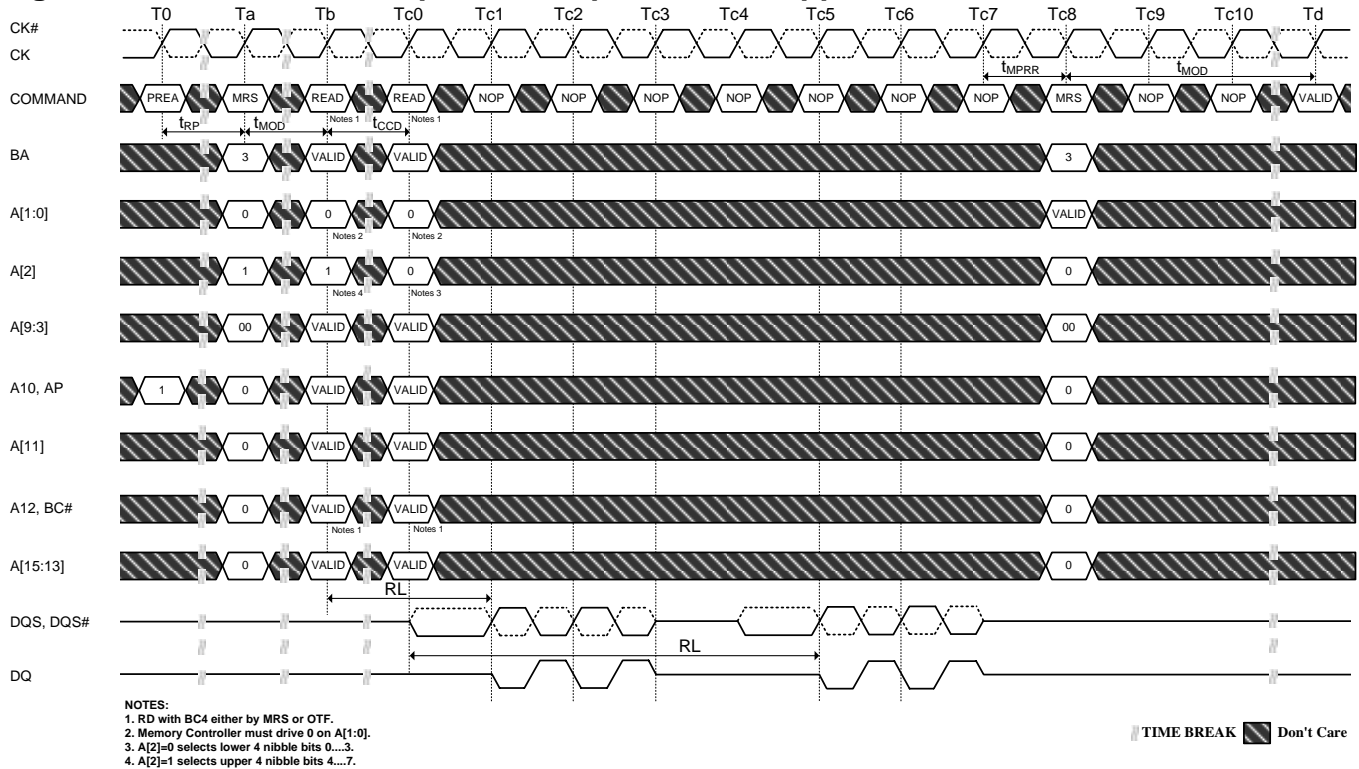 T0 Ta Tb Tc0 Tc1 Tc2 Tc3 Tc4 Tc5 Tc6 Tc7 Tc8 Tc9 Tc10 Td
CK#
CK
tMPRR tMOD
COMMAND PREA MRS READ READ NOP NOP NOP NOP NOP NOP NOP MRS NOP NOP VALID
Notes 1 Notes 1
tRP tMOD tCCD
BA 3 VALID VALID 3
A[1:0] 0 0 0 VALID
Notes 2 Notes 2
A[2] 1 1 0 0
Notes 4 Notes 3
A[9:3] 00 VALID VALID 00
A10, AP 1 0 VALID VALID 0
A[11] 0 VALID VALID 0
A12, BC# 0 VALID VALID 0
Notes 1 Notes 1
A[15:13] 0 VALID VALID 0
RL
DQS, DQS#
RL
DQ
NOTES:
1. RD with BC4 either by MRS or OTF.
2. Memory Controller must drive 0 on A[1:0].
3. A[2]=0 selects lower 4 nibble bits 0....3.
4. A[2]=1 selects upper 4 nibble bits 4....7.
TIME BREAK Don't Care